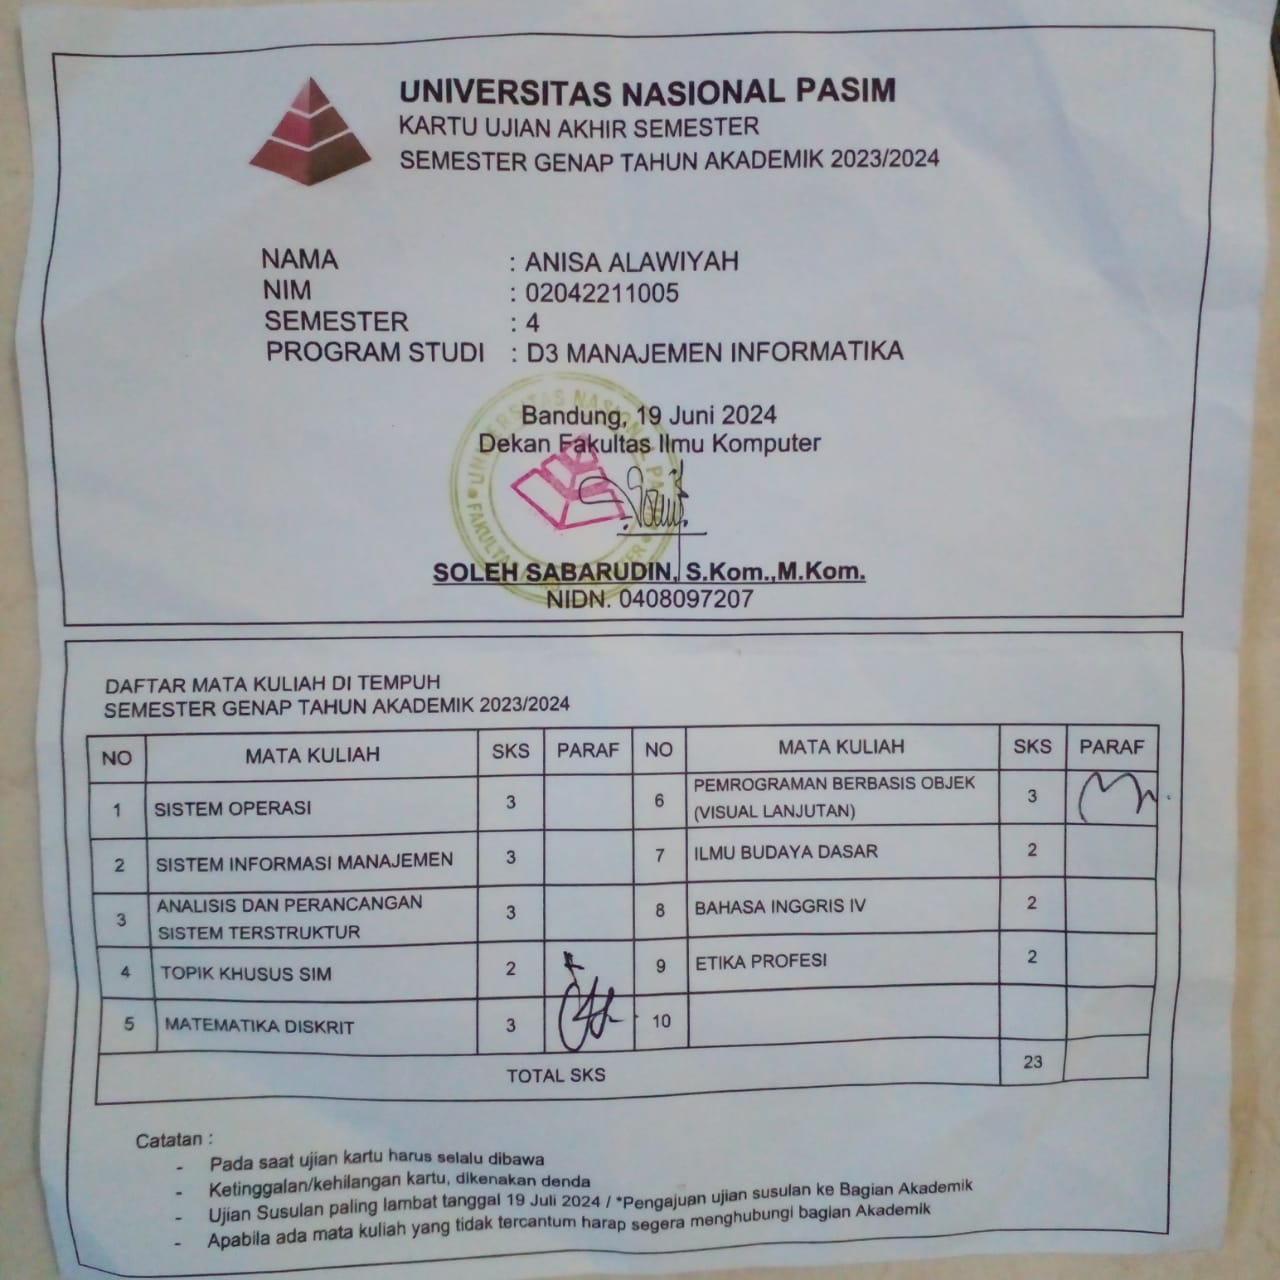 UNIVERSITAS NASIONAL PASIM
KARTU UJIAN AKHIR SEMESTER
SEMESTER GENAP TAHUN AKADEMIK 2023/2024
NAMA : ANISA ALAWIYAH
NIM : 02042211005
SEMESTER : 4
PROGRAM STUDI : D3 MANAJEMEN INFORMATIKA
Bandung, 19 Juni 2024
Dekan Fakultas Ilmu Komputer
SOLEH SABARUDIN, S.Kom.,M.Kom.
NIDN. 0408097207
DAFTAR MATA KULIAH DI TEMPUH
SEMESTER GENAP TAHUN AKADEMIK 2023/2024
NO MATA KULIAH SKS PARAF NO MATA KULIAH SKS PARAF
1 SISTEM OPERASI 3 6 PEMROGRAMAN BERBASIS OBJEK
(VISUAL LANJUTAN) 3
2 SISTEM INFORMASI MANAJEMEN 3 7 ILMU BUDAYA DASAR 2
3 ANALISIS DAN PERANCANGAN
SISTEM TERSTRUKTUR 3 8 BAHASA INGGRIS IV 2
4 TOPIK KHUSUS SIM 2 9 ETIKA PROFESI 2
5 MATEMATIKA DISKRIT 3 10
TOTAL SKS 23
Catatan :
- Pada saat ujian kartu harus selalu dibawa
- Ketinggalan/kehilangan kartu, dikenakan denda
- Ujian Susulan paling lambat tanggal 19 Juli 2024 / *Pengajuan ujian susulan ke Bagian Akademik
- Apabila ada mata kuliah yang tidak tercantum harap segera menghubungi bagian Akademik